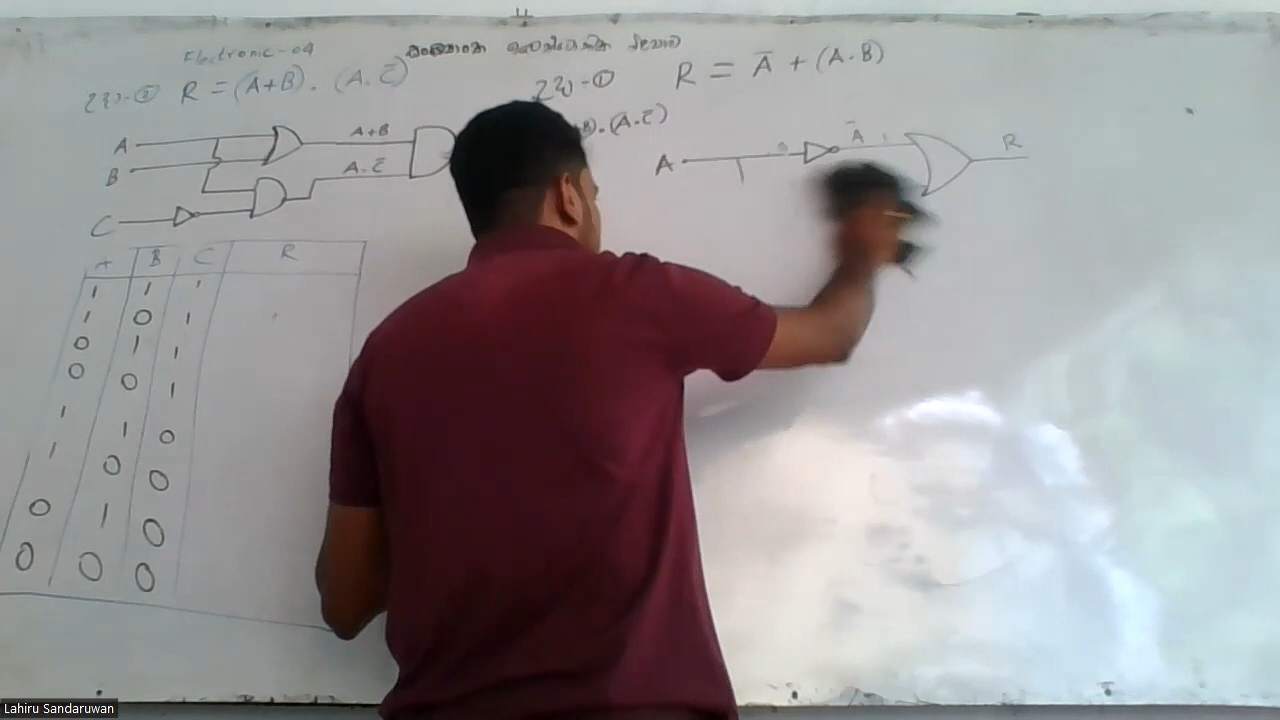 Electronic-04
R = (A+B) . (A.C̅)
R = A̅ + (A.B)
B).(A.C̅)
A
A+B
B
A.C̅
C
A A̅ 1 R
A B C R
1 1 1
1 0 1
0 1 1
0 0 1
1 1 0
1 0 0
0 1 0
0 0 0
Lahiru Sandaruwan